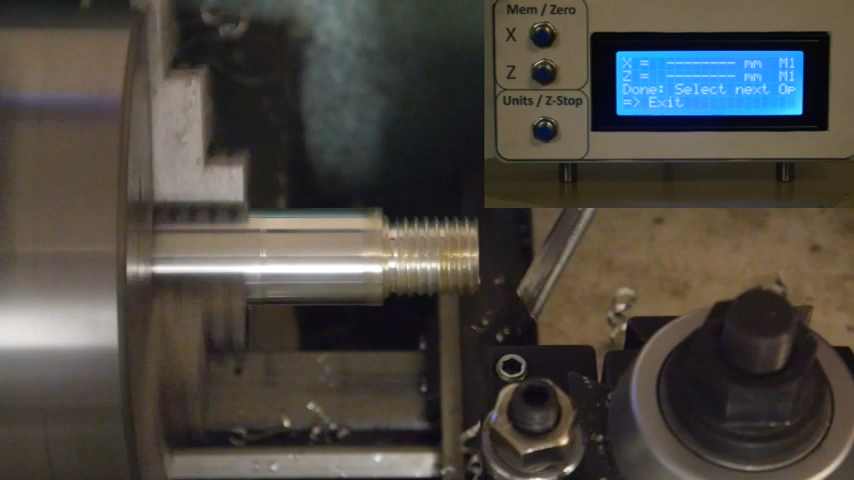 Mem / Zero
X
Z
Units / Z-Stop
X = -------- mm M1
Z = -------- mm M1
Done: Select next Op
=> Exit